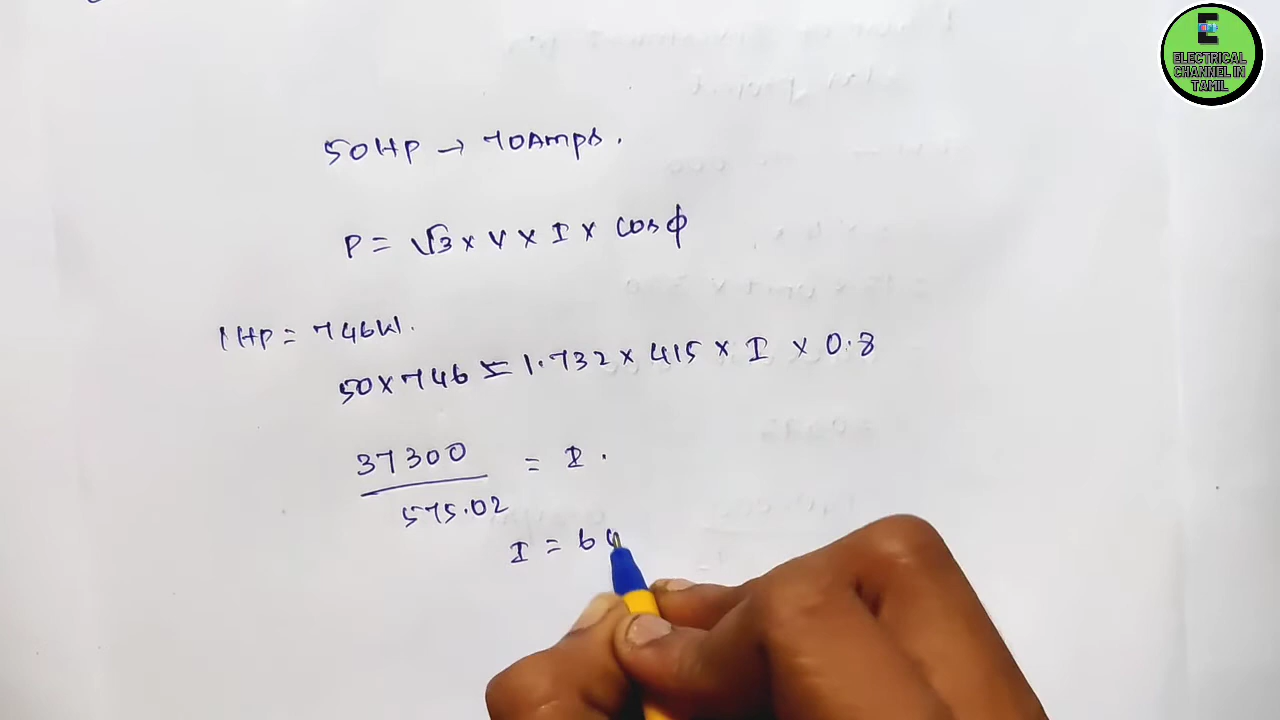 E
ELECTRICAL
CHANNEL IN
TAMIL
50HP → 70Amps.
P = √3 × V × I × cosϕ
1HP = 746W.
50×746 = 1.732 × 415 × I × 0.8
37300
575.02
= I.
I = 64